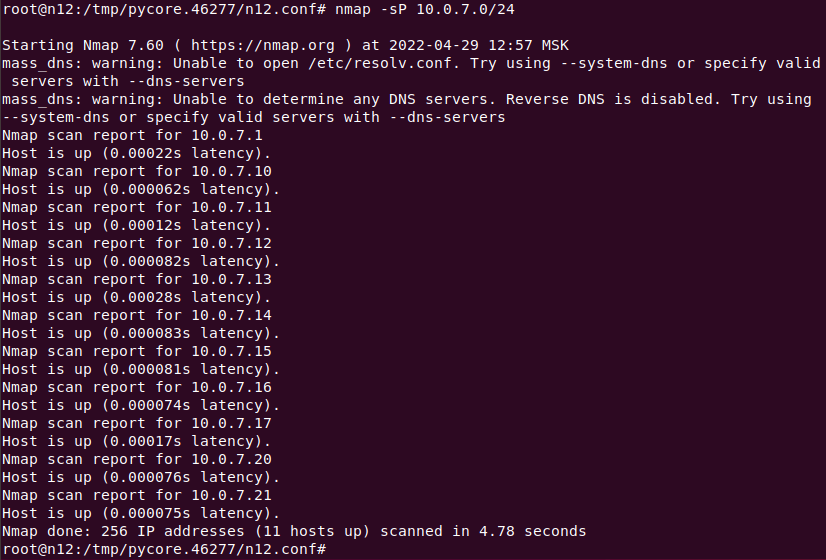 root@n12:/tmp/pycore.46277/n12.conf# nmap -sP 10.0.7.0/24
Starting Nmap 7.60 ( https://nmap.org ) at 2022-04-29 12:57 MSK
mass_dns: warning: Unable to open /etc/resolv.conf. Try using --system-dns or specify valid
 servers with --dns-servers
mass_dns: warning: Unable to determine any DNS servers. Reverse DNS is disabled. Try using
--system-dns or specify valid servers with --dns-servers
Nmap scan report for 10.0.7.1
Host is up (0.00022s latency).
Nmap scan report for 10.0.7.10
Host is up (0.000062s latency).
Nmap scan report for 10.0.7.11
Host is up (0.00012s latency).
Nmap scan report for 10.0.7.12
Host is up (0.000082s latency).
Nmap scan report for 10.0.7.13
Host is up (0.00028s latency).
Nmap scan report for 10.0.7.14
Host is up (0.000083s latency).
Nmap scan report for 10.0.7.15
Host is up (0.000081s latency).
Nmap scan report for 10.0.7.16
Host is up (0.000074s latency).
Nmap scan report for 10.0.7.17
Host is up (0.00017s latency).
Nmap scan report for 10.0.7.20
Host is up (0.000076s latency).
Nmap scan report for 10.0.7.21
Host is up (0.000075s latency).
Nmap done: 256 IP addresses (11 hosts up) scanned in 4.78 seconds
root@n12:/tmp/pycore.46277/n12.conf#